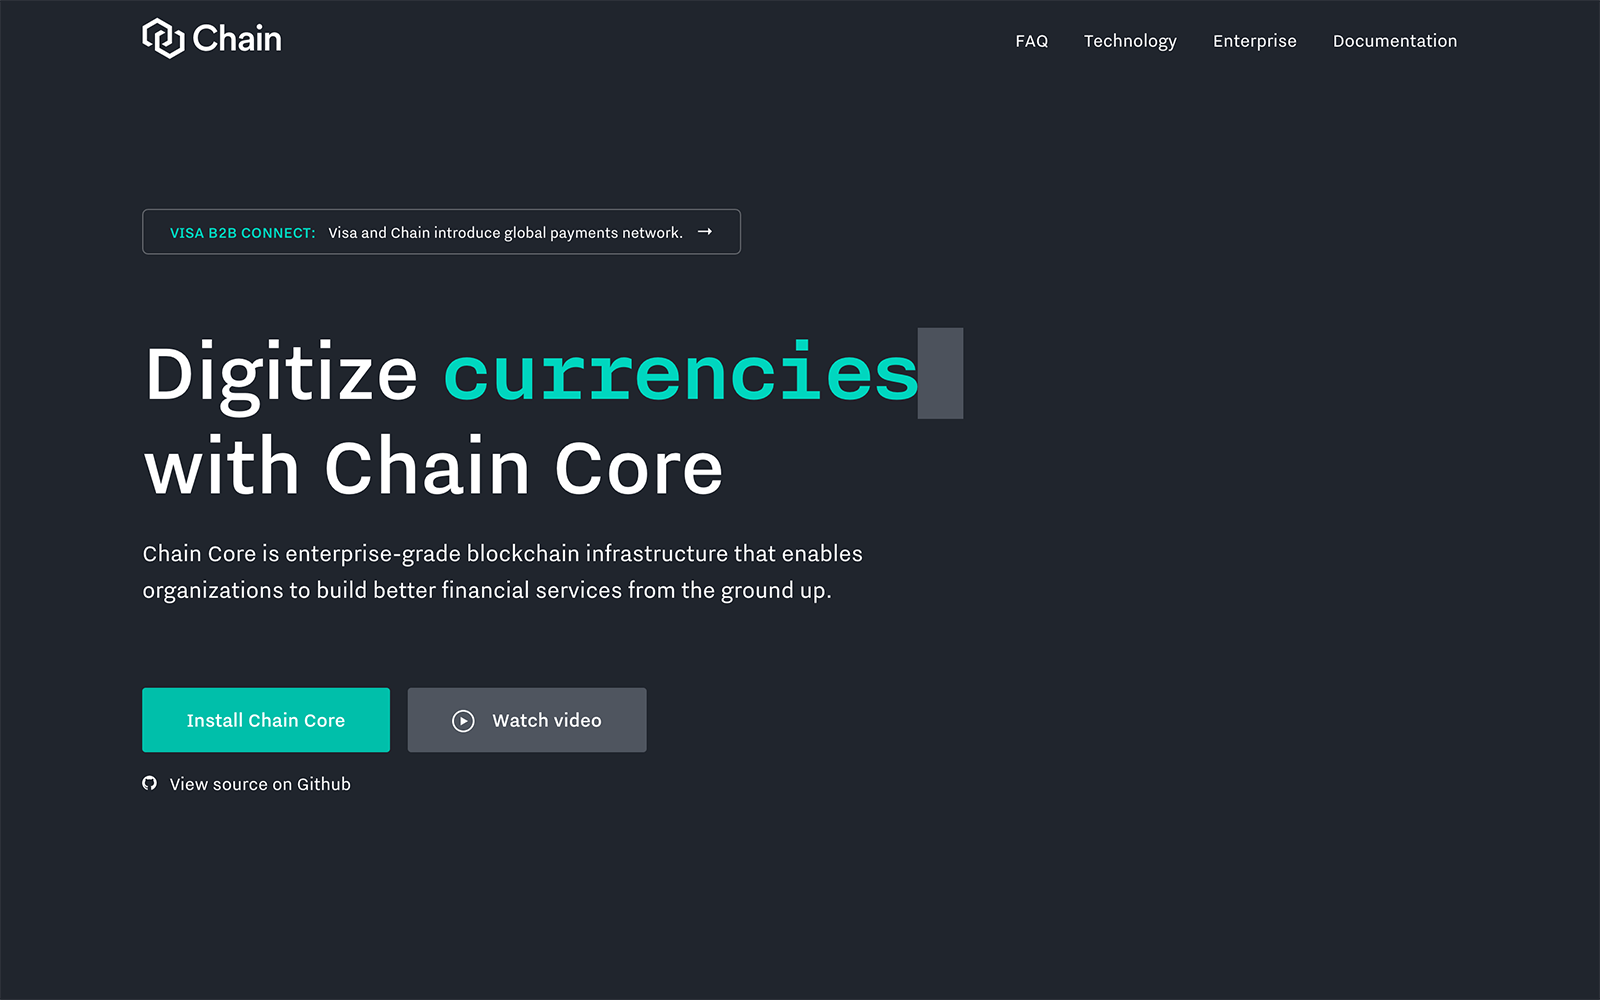 Chain
FAQ Technology Enterprise Documentation
VISA B2B CONNECT: Visa and Chain introduce global payments network. →
Digitize currencies
with Chain Core
Chain Core is enterprise-grade blockchain infrastructure that enables
organizations to build better financial services from the ground up.
Install Chain Core
Watch video
View source on Github